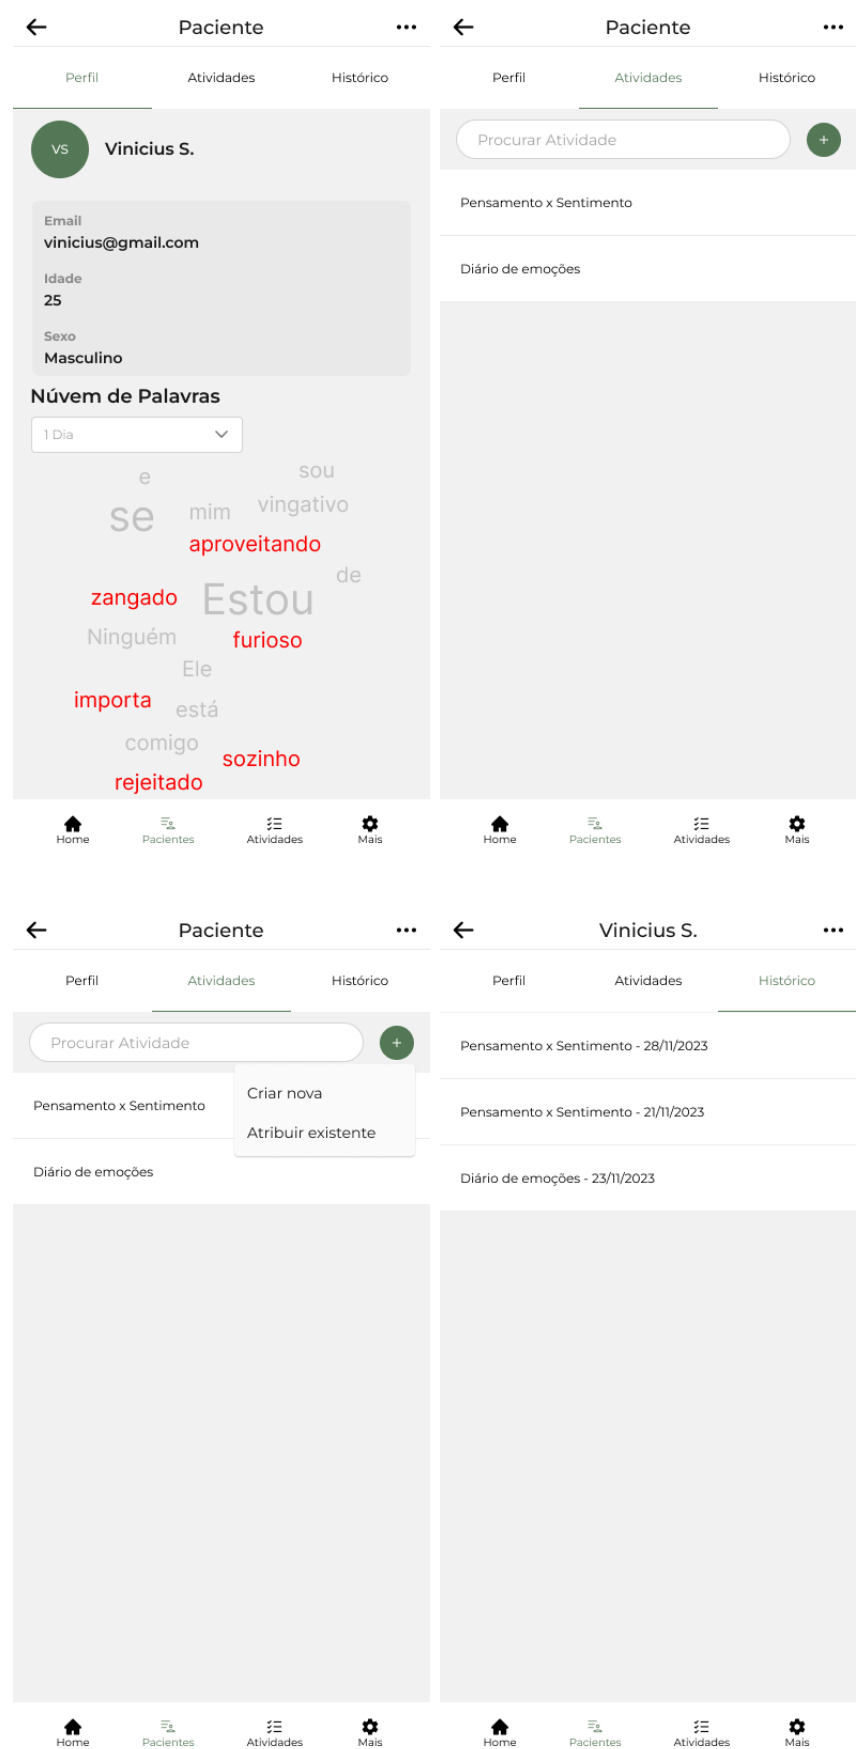 Paciente
Perfil Atividades Histórico
VS Vinicius S.
Email
vinicius@gmail.com
Idade
25
Sexo
Masculino
Núvem de Palavras
1 Dia
e sou
se mim vingativo
aproveitando
de
zangado Estou
Ninguém furioso
Ele
importa está
comigo
sozinho
rejeitado
Home Pacientes Atividades Mais
Paciente
Perfil Atividades Histórico
Procurar Atividade +
Pensamento x Sentimento
Diário de emoções
Home Pacientes Atividades Mais
Paciente
Perfil Atividades Histórico
Procurar Atividade +
Criar nova
Pensamento x Sentimento
Atribuir existente
Diário de emoções
Home Pacientes Atividades Mais
Vinicius S.
Perfil Atividades Histórico
Pensamento x Sentimento - 28/11/2023
Pensamento x Sentimento - 21/11/2023
Diário de emoções - 23/11/2023
Home Pacientes Atividades Mais